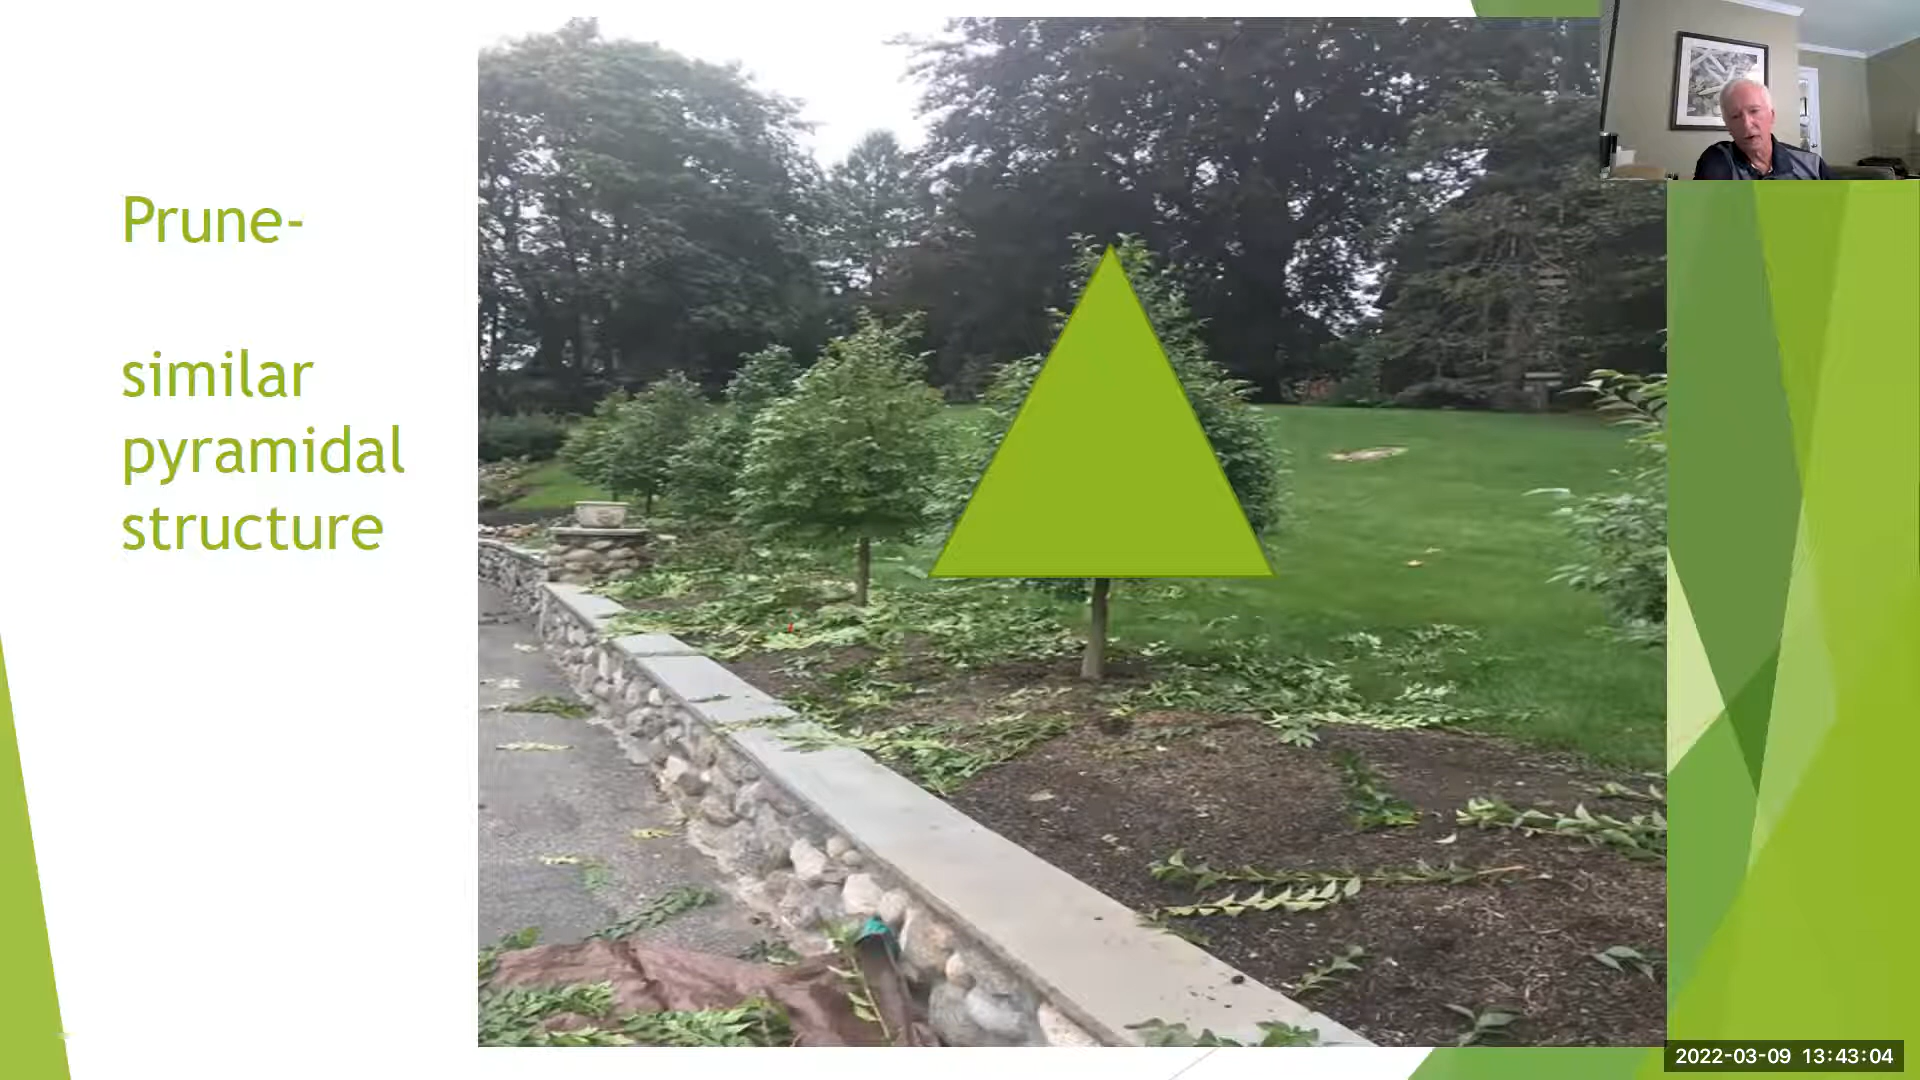 Prune-
similar
pyramidal
structure
2022-03-09 13:43:04